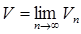 V = lim n→∞ Vn